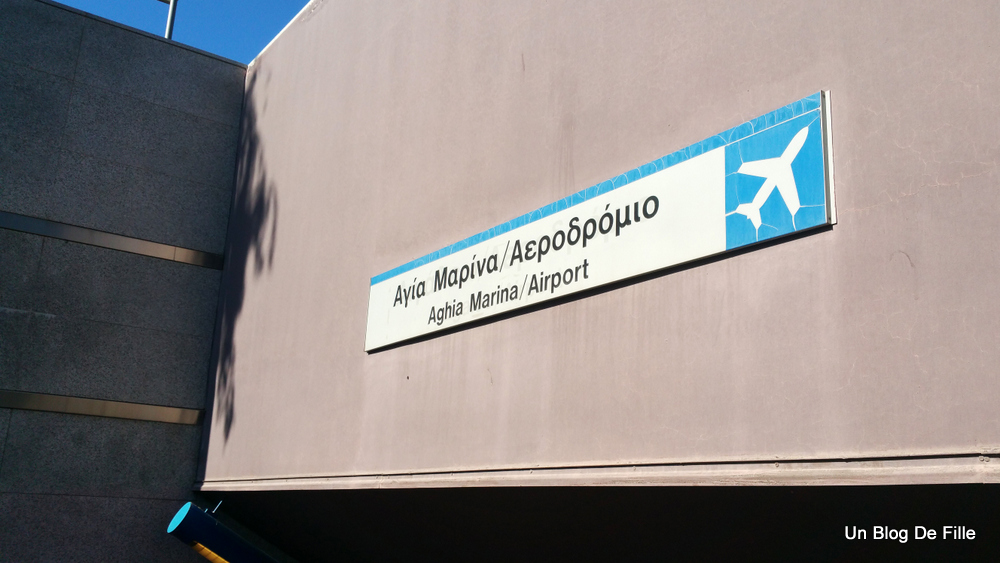 Αγία Μαρίνα/Αεροδρόμιο
Aghia Marina/Airport
Un Blog De Fille